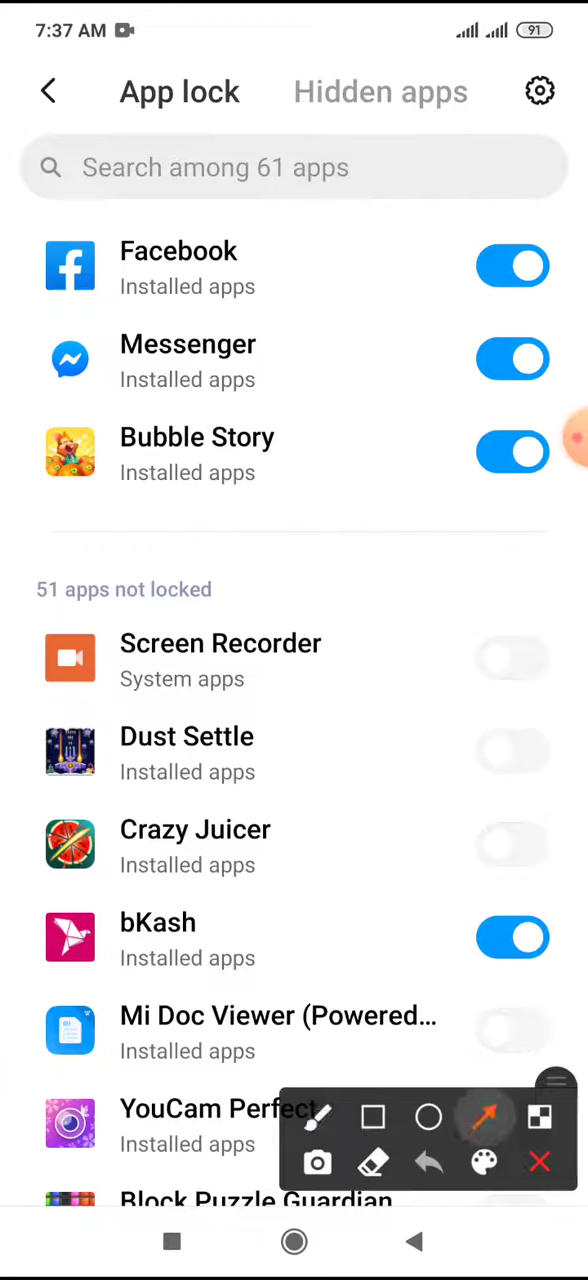 7:37 AM
91
App lock
Hidden apps
Search among 61 apps
Facebook
Installed apps
Messenger
Installed apps
Bubble Story
Installed apps
51 apps not locked
Screen Recorder
System apps
Dust Settle
Installed apps
Crazy Juicer
Installed apps
bKash
Installed apps
Mi Doc Viewer (Powered...
Installed apps
YouCam Perfect
Installed apps
Block Puzzle Guardian